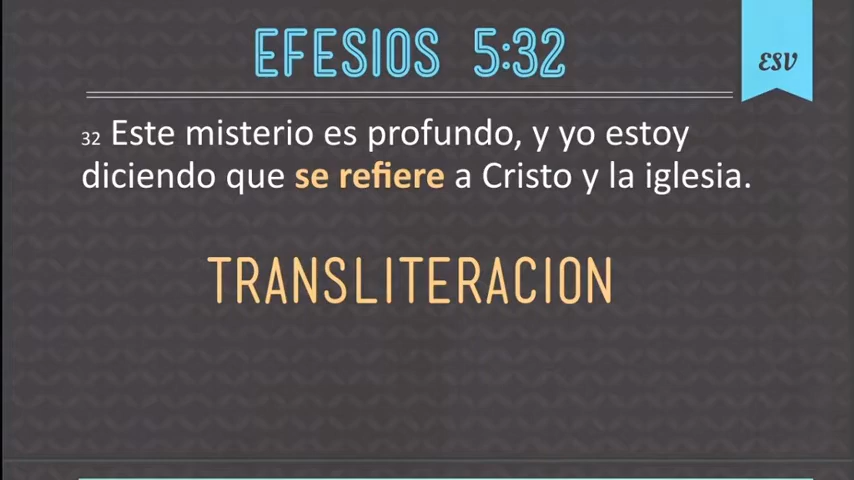 EFESIOS 5:32
ESV
32 Este misterio es profundo, y yo estoy
diciendo que se refiere a Cristo y la iglesia.
TRANSLITERACION